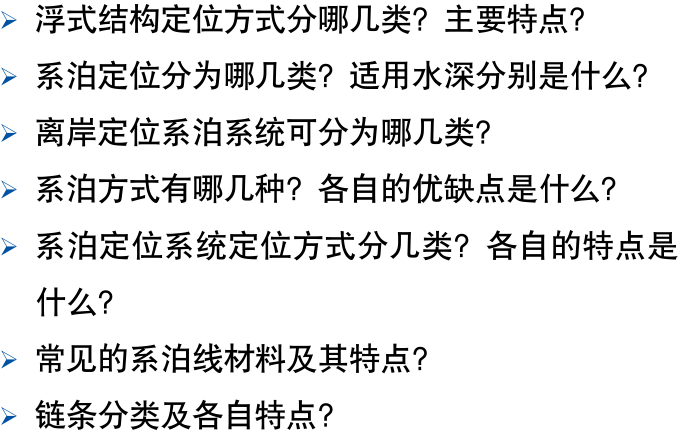 ➢ 浮式结构定位方式分哪几类？主要特点？
➢ 系泊定位分为哪几类？适用水深分别是什么？
➢ 离岸定位系泊系统可分为哪几类？
➢ 系泊方式有哪几种？各自的优缺点是什么？
➢ 系泊定位系统定位方式分几类？各自的特点是
什么？
➢ 常见的系泊线材料及其特点？
➢ 链条分类及各自特点？